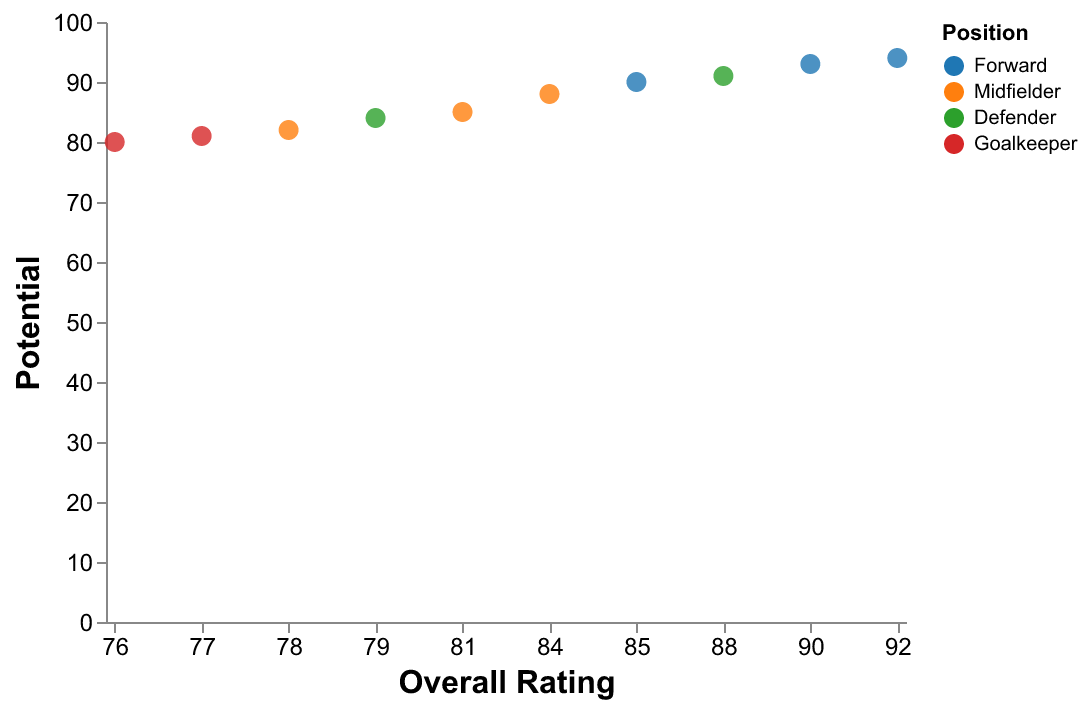 100
90
80
70
60
50
40
30
20
10
0
Potential
76 77 78 79 81 84 85 88 90 92
Overall Rating
Position
Forward
Midfielder
Defender
Goalkeeper